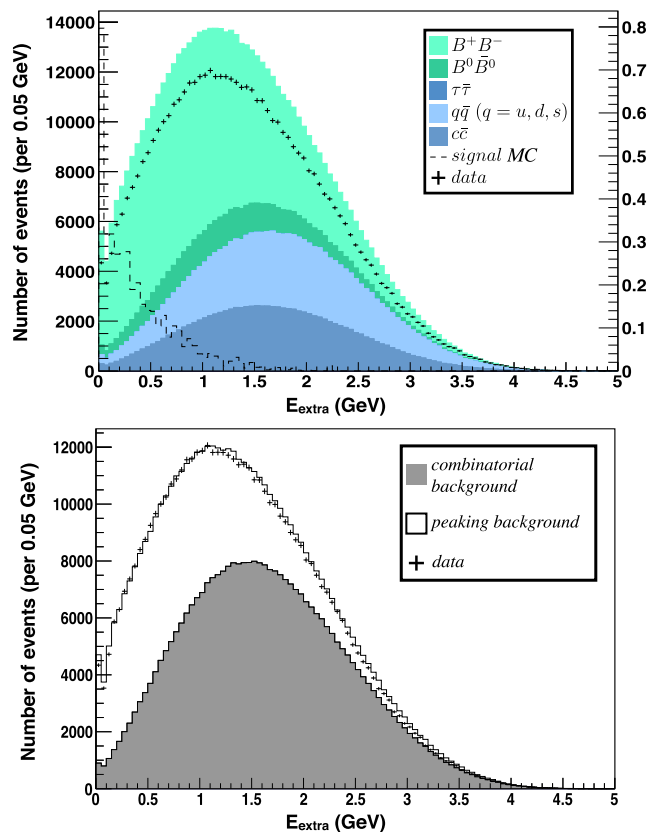 14000
12000
10000
8000
6000
4000
2000
0
Number of events (per 0.05 GeV)
0.8
0.7
0.6
0.5
0.4
0.3
0.2
0.1
0
B⁺B⁻
B⁰B̄⁰
ττ̄
qq̄ (q = u, d, s)
cc̄
signal MC
data
0 0.5 1 1.5 2 2.5 3 3.5 4 4.5 5
E_extra (GeV)
12000
10000
8000
6000
4000
2000
0
Number of events (per 0.05 GeV)
combinatorial
background
peaking background
data
0 0.5 1 1.5 2 2.5 3 3.5 4 4.5 5
E_extra (GeV)